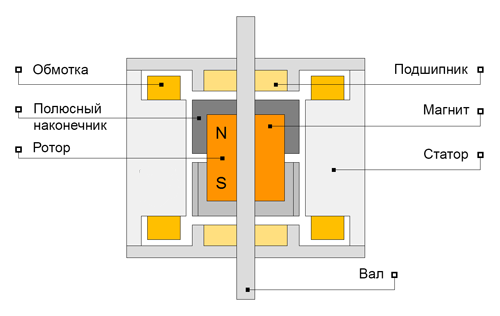 Обмотка
Подшипник
Полюсный
наконечник
Магнит
Ротор
Статор
N
S
Вал